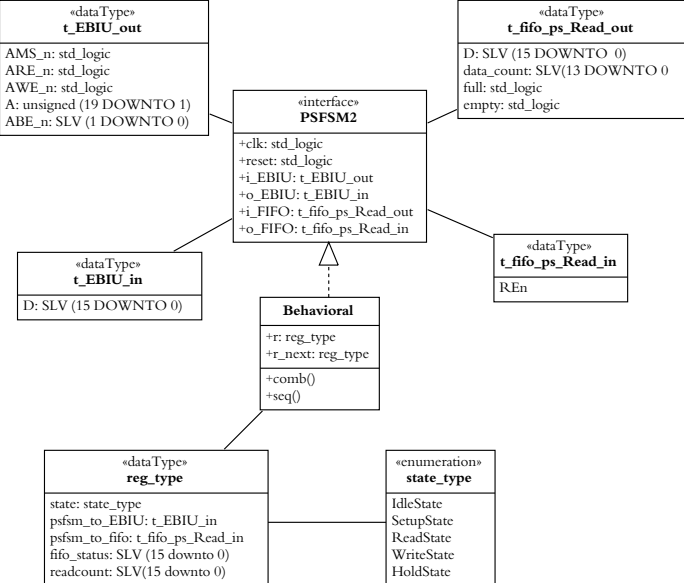 «dataType»
t_EBIU_out
AMS_n: std_logic
ARE_n: std_logic
AWE_n: std_logic
A: unsigned (19 DOWNTO 1)
ABE_n: SLV (1 DOWNTO 0)
«dataType»
t_fifo_ps_Read_out
D: SLV (15 DOWNTO  0)
data_count: SLV(13 DOWNTO 0
full: std_logic
empty: std_logic
«interface»
PSFSM2
+clk: std_logic
+reset: std_logic
+i_EBIU: t_EBIU_out
+o_EBIU: t_EBIU_in
+i_FIFO: t_fifo_ps_Read_out
+o_FIFO: t_fifo_ps_Read_in
«dataType»
t_EBIU_in
D: SLV (15 DOWNTO 0)
«dataType»
t_fifo_ps_Read_in
REn
Behavioral
+r: reg_type
+r_next: reg_type
+comb()
+seq()
«dataType»
reg_type
state: state_type
psfsm_to_EBIU: t_EBIU_in
psfsm_to_fifo: t_fifo_ps_Read_in
fifo_status: SLV (15 downto 0)
readcount: SLV(15 downto 0)
«enumeration»
state_type
IdleState
SetupState
ReadState
WriteState
HoldState